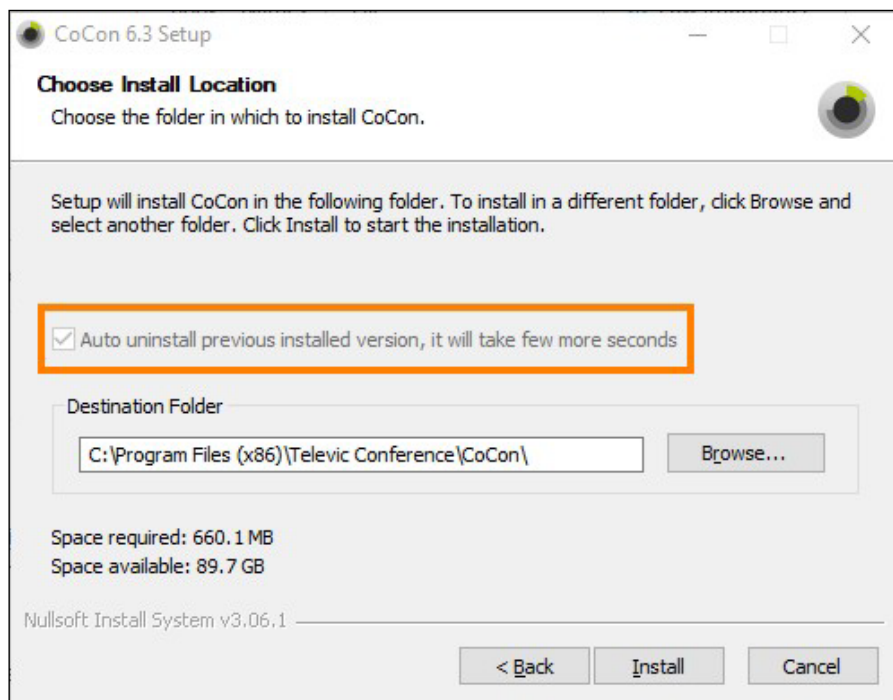 CoCon 6.3 Setup
Choose Install Location
Choose the folder in which to install CoCon.
Setup will install CoCon in the following folder. To install in a different folder, click Browse and
select another folder. Click Install to start the installation.
Auto uninstall previous installed version, it will take few more seconds
Destination Folder
C:\Program Files (x86)\Televic Conference\CoCon\
Browse...
Space required: 660.1 MB
Space available: 89.7 GB
Nullsoft Install System v3.06.1
< Back
Install
Cancel